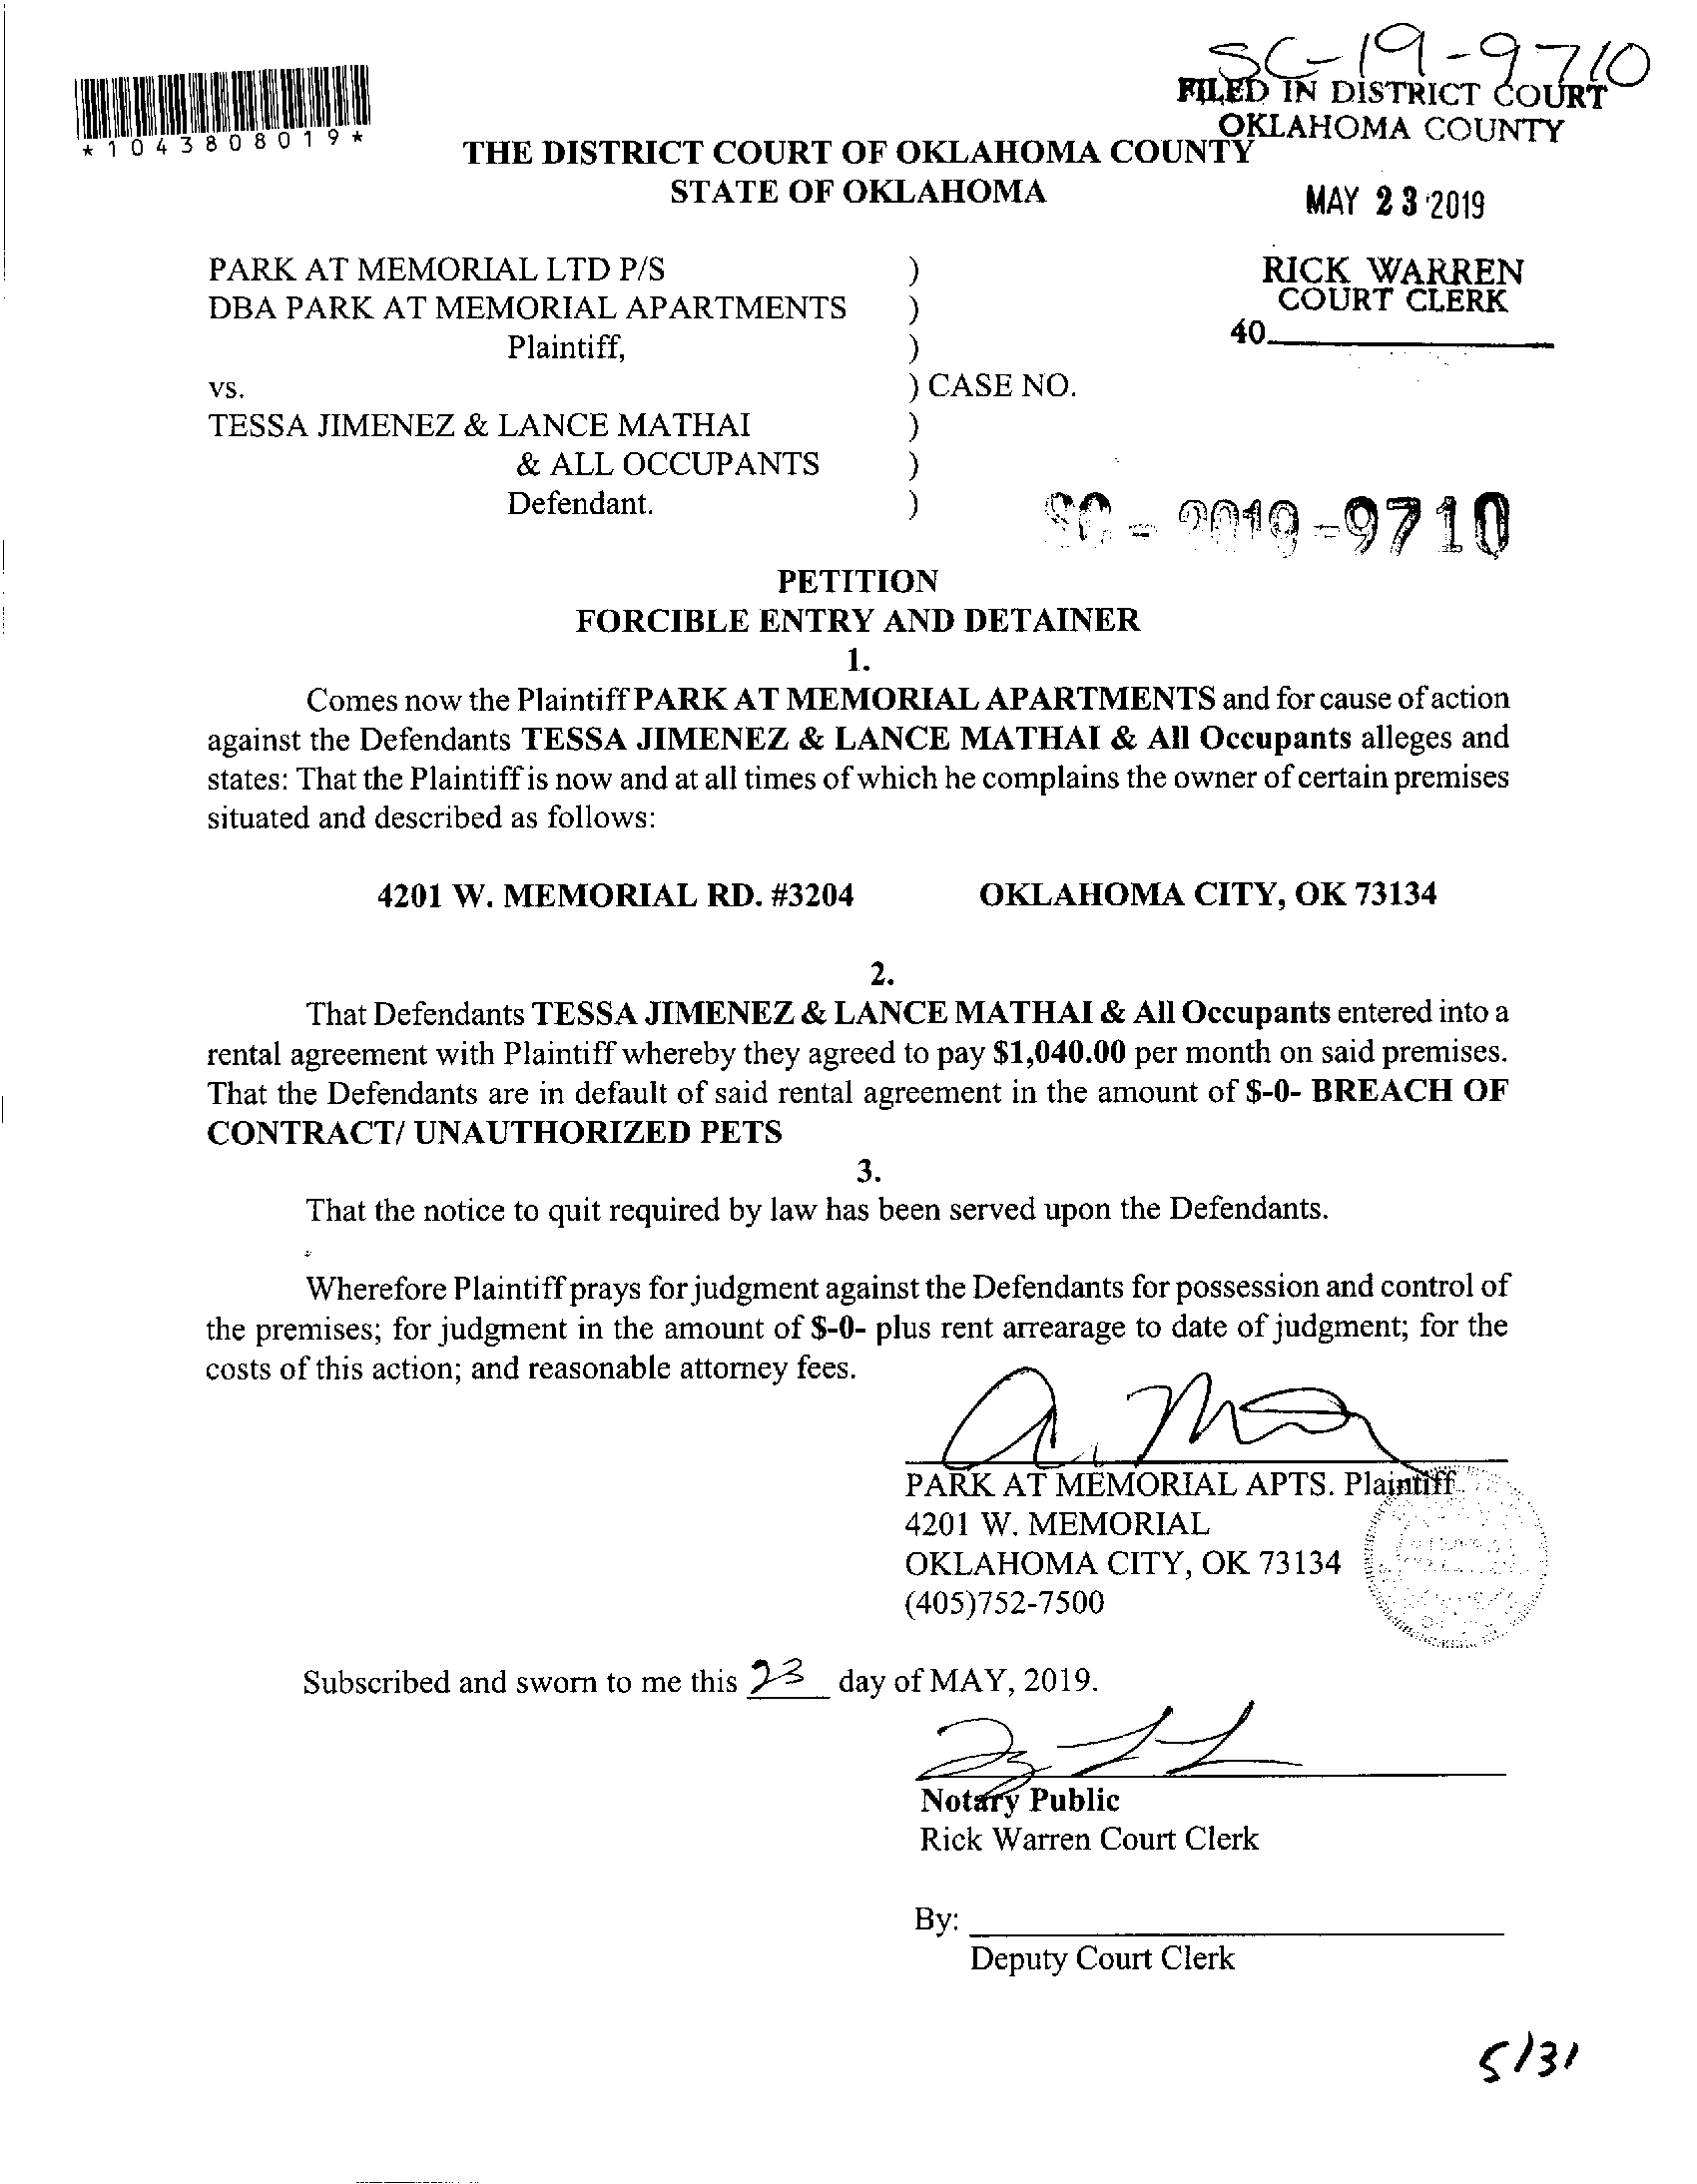 SC-19-9710
FILED IN DISTRICT COURT
OKLAHOMA COUNTY
*1043808019*
THE DISTRICT COURT OF OKLAHOMA COUNTY
STATE OF OKLAHOMA
MAY 23 2019
PARK AT MEMORIAL LTD P/S )
RICK WARREN
COURT CLERK
DBA PARK AT MEMORIAL APARTMENTS )
40
Plaintiff, )
vs. ) CASE NO.
TESSA JIMENEZ & LANCE MATHAI )
& ALL OCCUPANTS )
Defendant. )
SC - 2019 - 9710
PETITION
FORCIBLE ENTRY AND DETAINER
1.
Comes now the Plaintiff PARK AT MEMORIAL APARTMENTS and for cause of action
against the Defendants TESSA JIMENEZ & LANCE MATHAI & All Occupants alleges and
states: That the Plaintiff is now and at all times of which he complains the owner of certain premises
situated and described as follows:
4201 W. MEMORIAL RD. #3204 OKLAHOMA CITY, OK 73134
2.
That Defendants TESSA JIMENEZ & LANCE MATHAI & All Occupants entered into a
rental agreement with Plaintiff whereby they agreed to pay $1,040.00 per month on said premises.
That the Defendants are in default of said rental agreement in the amount of $-0- BREACH OF
CONTRACT/ UNAUTHORIZED PETS
3.
That the notice to quit required by law has been served upon the Defendants.
Wherefore Plaintiff prays for judgment against the Defendants for possession and control of
the premises; for judgment in the amount of $-0- plus rent arrearage to date of judgment; for the
costs of this action; and reasonable attorney fees.
PARK AT MEMORIAL APTS. Plaintiff
4201 W. MEMORIAL
OKLAHOMA CITY, OK 73134
(405)752-7500
Subscribed and sworn to me this 23 day of MAY, 2019.
Notary Public
Rick Warren Court Clerk
By:
Deputy Court Clerk
5/31